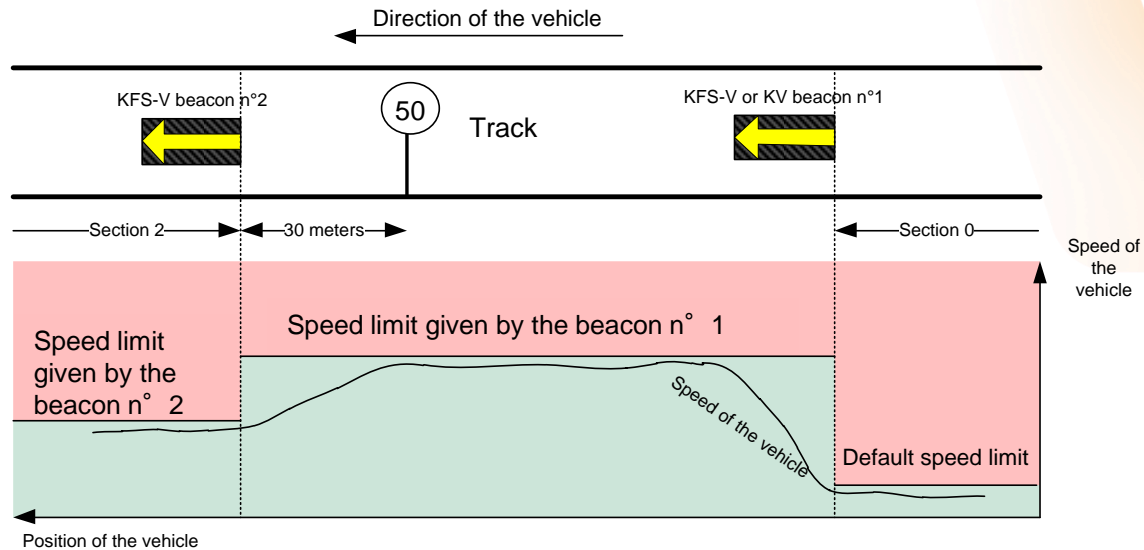 Direction of the vehicle
KFS-V beacon n°2
50
Track
KFS-V or KV beacon n°1
Section 2
30 meters
Section 0
Speed of
the
vehicle
Speed limit given by the beacon n° 1
Speed limit
given by the
beacon n° 2
Speed of the vehicle
Default speed limit
Position of the vehicle